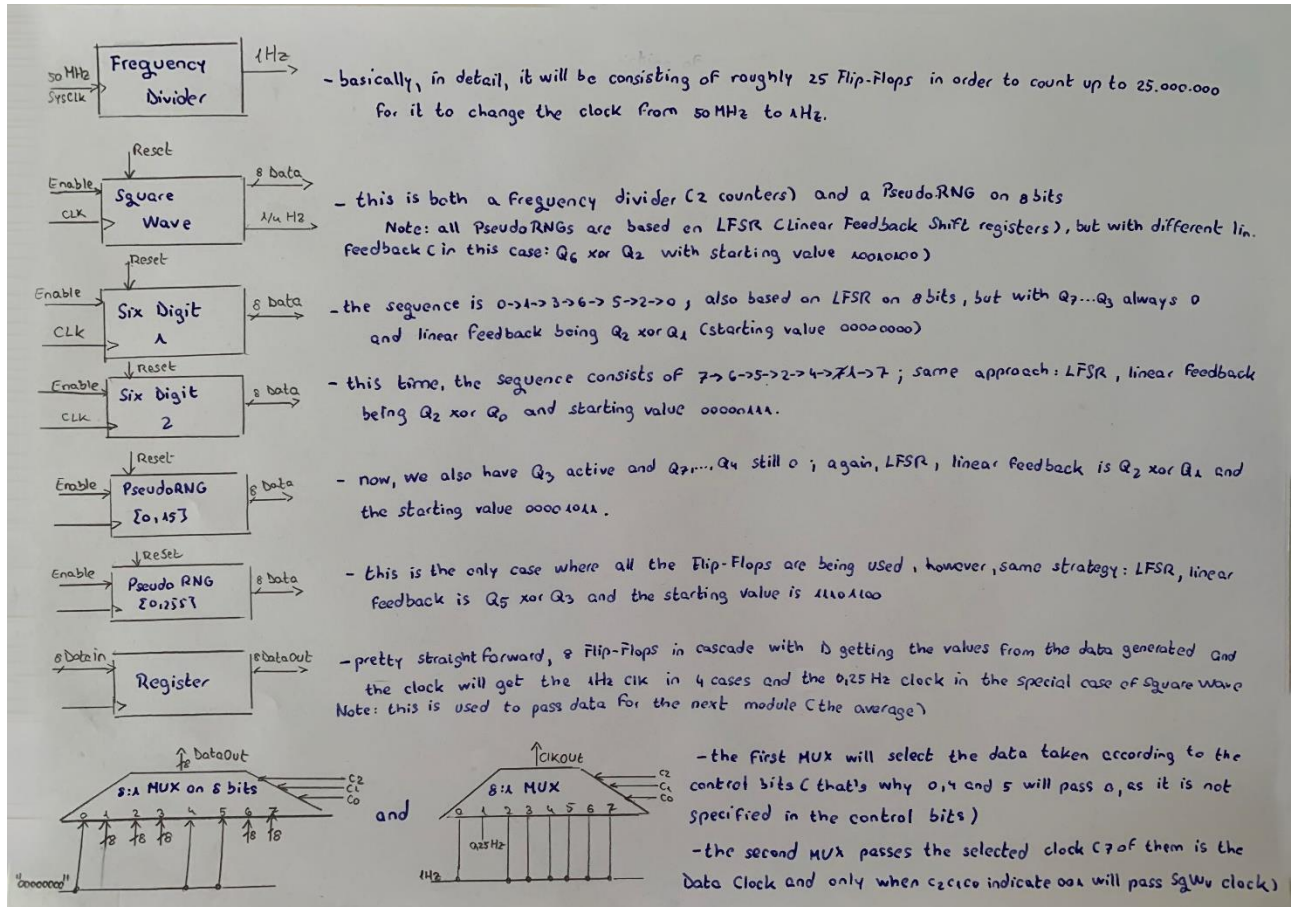 50 MHz
SysClk
Frequency
Divider
1Hz
- basically, in detail, it will be consisting of roughly 25 Flip-Flops in order to count up to 25.000.000
for it to change the clock from 50 MHz to 1Hz.
Reset
Enable
CLK
Square
Wave
8 Data
1/4 Hz
- this is both a frequency divider (2 counters) and a PseudoRNG on 8 bits
Note: all PseudoRNGs are based on LFSR (Linear Feedback Shift registers), but with different lin.
feedback (in this case: Q6 xor Q2 with starting value 10010100)
Reset
Enable
CLK
Six Digit
1
8 Data
- the sequence is 0->1->3->6->5->2->0, also based on LFSR on 8 bits, but with Q7...Q3 always 0
and linear feedback being Q2 xor Q1 (starting value 00000000)
Reset
Enable
CLK
Six Digit
2
8 Data
- this time, the sequence consists of 7->6->5->2->4->1->7; same approach: LFSR, linear feedback
being Q2 xor Q0 and starting value 00000111.
Reset
Enable
PseudoRNG
{0,15}
8 Data
- now, we also have Q3 active and Q7,...,Q4 still 0; again, LFSR, linear feedback is Q2 xor Q1 and
the starting value 00001011.
Reset
Enable
Pseudo RNG
{0,255}
8 Data
- this is the only case where all the Flip-Flops are being used, however, same strategy: LFSR, linear
feedback is Q5 xor Q3 and the starting value is 11101100
8 DataIn
Register
8 DataOut
- pretty straight forward, 8 Flip-Flops in cascade with D getting the values from the data generated and
the clock will get the 1Hz Clk in 4 cases and the 0,25 Hz clock in the special case of Square Wave
Note: this is used to pass data for the next module (the average)
8 DataOut
8:1 MUX on 8 bits
C2
C1
C0
0 1 2 3 4 5 6 7
8 8 8 8 8
"00000000"
and
ClkOut
8:1 MUX
C2
C1
C0
0 1 2 3 4 5 6 7
0,25 Hz
1Hz
- the first MUX will select the data taken according to the
control bits (that's why 0,4 and 5 will pass 0, as it is not
specified in the control bits)
- the second MUX passes the selected clock (7 of them is the
Data Clock and only when C2C1C0 indicate 001 will pass SqWv clock)